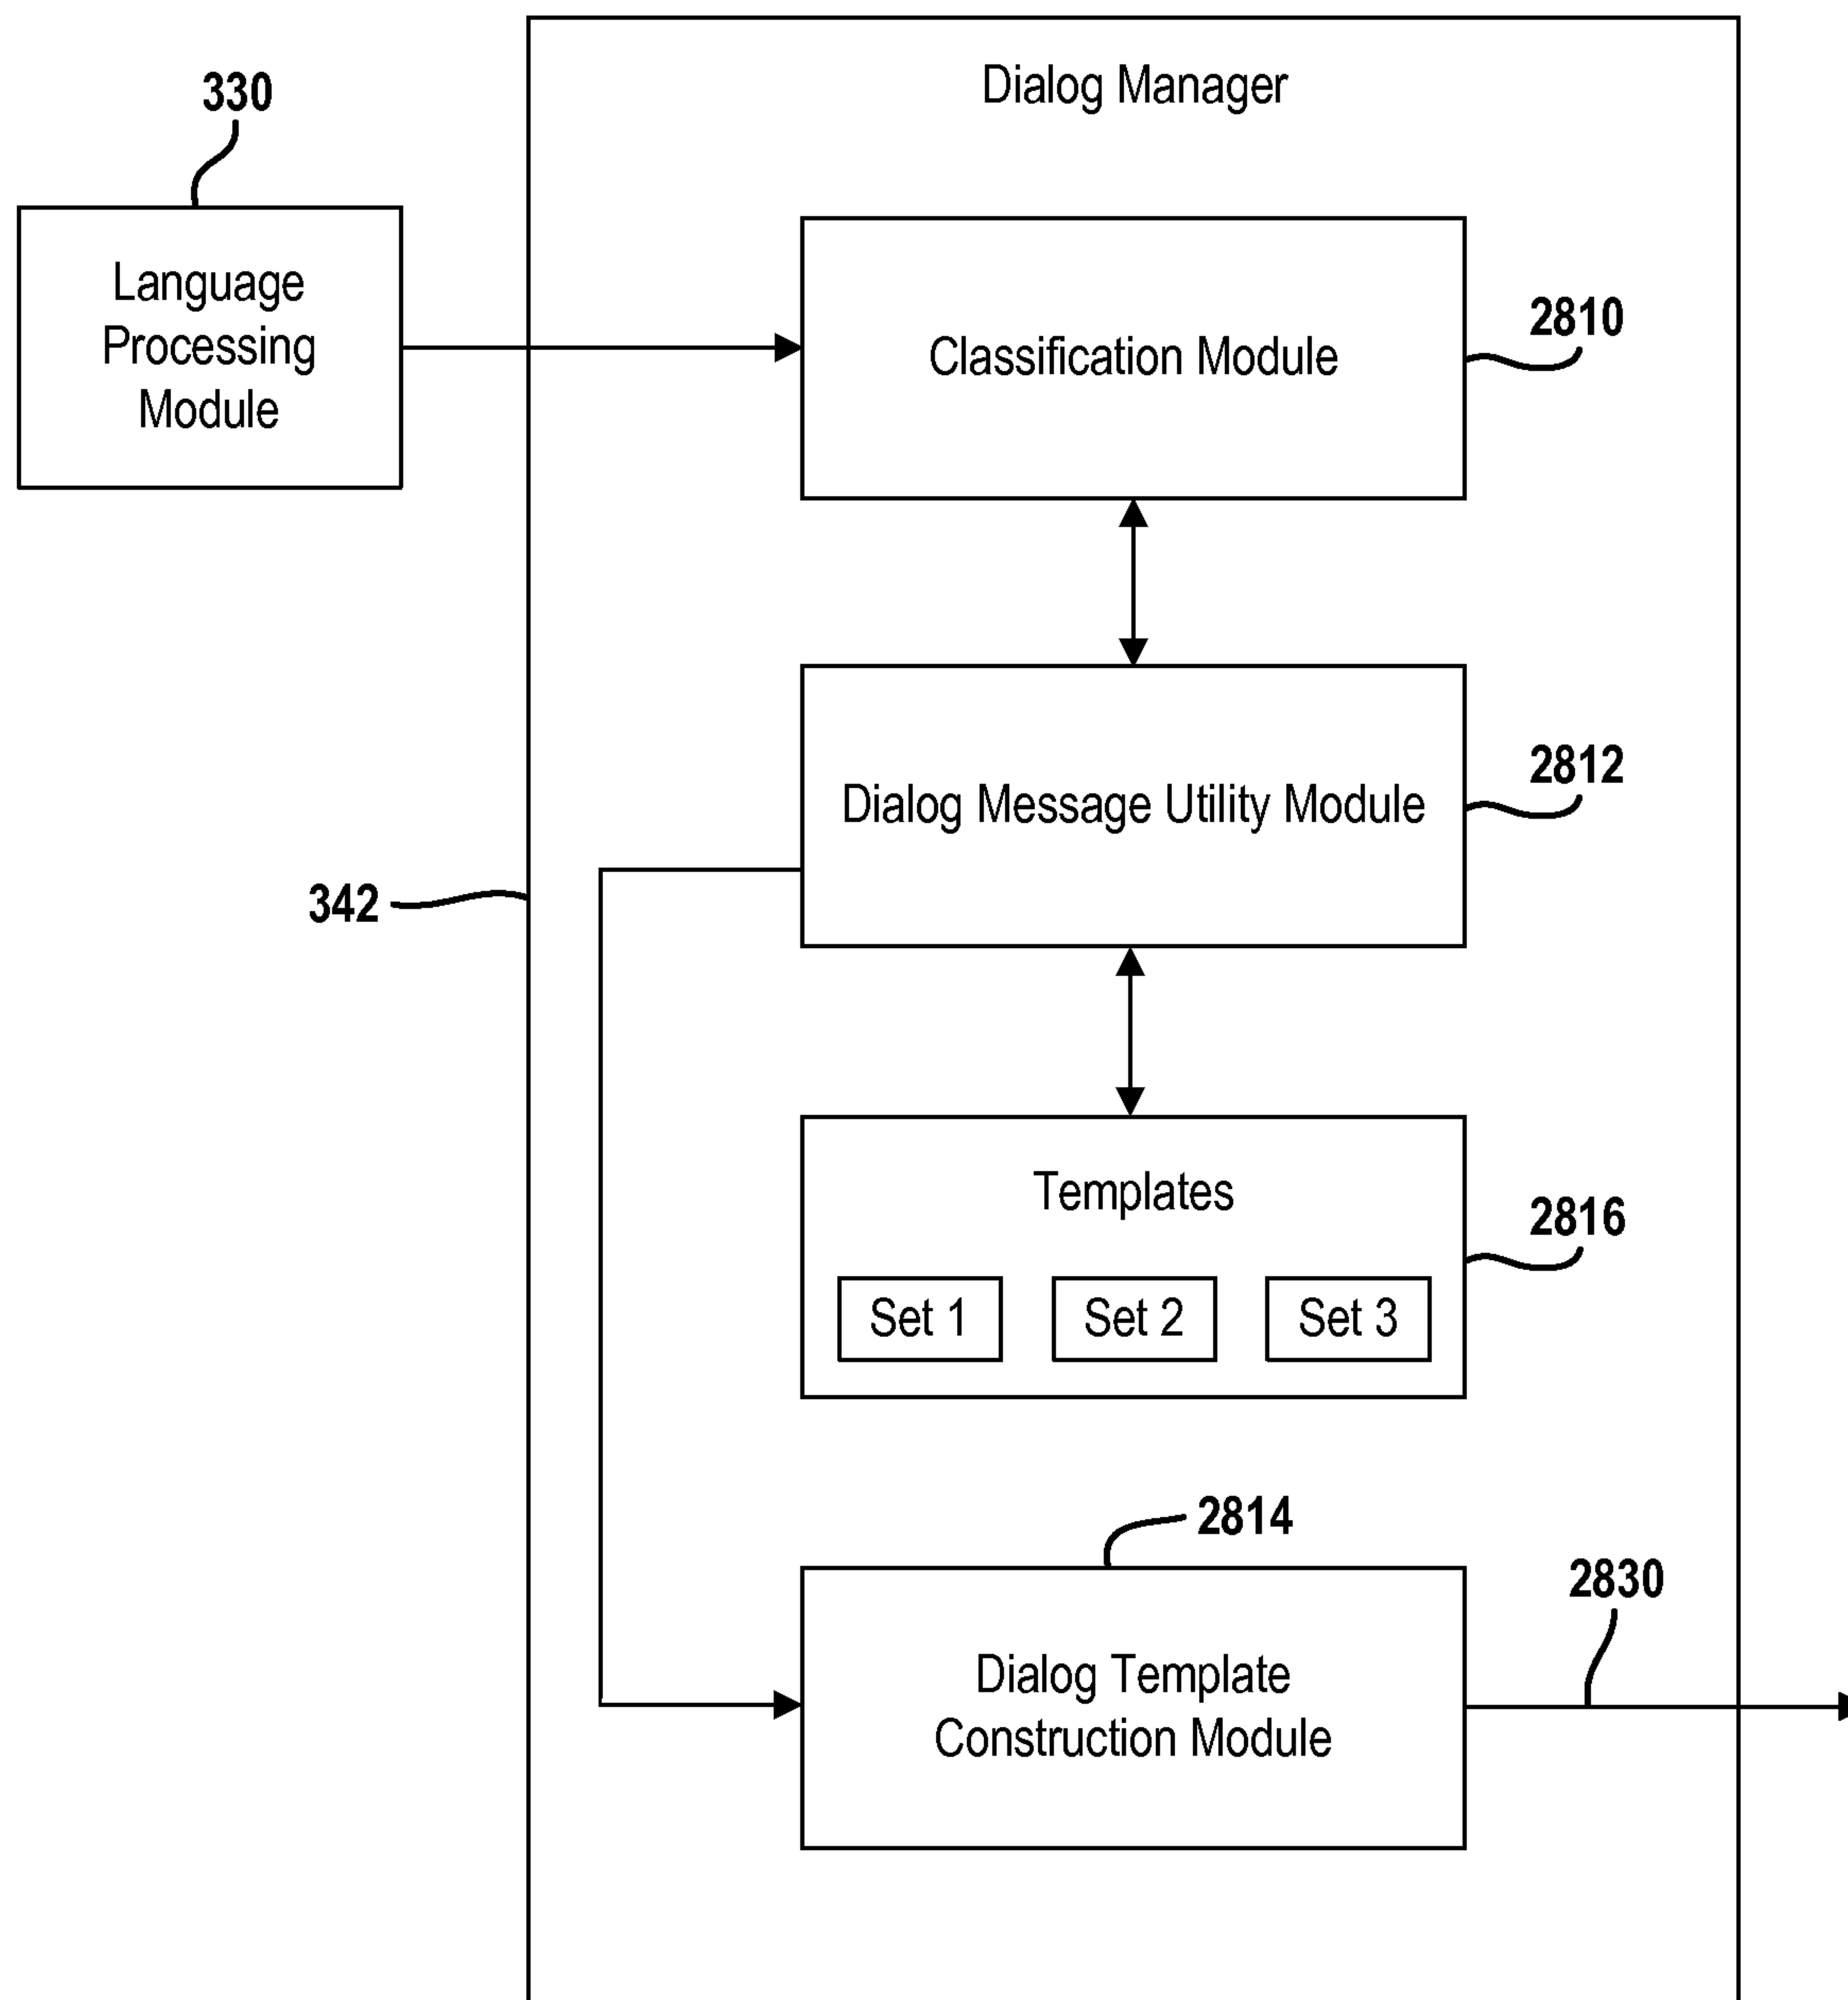 Dialog Manager
330
Language
Processing
Module
Classification Module
2810
Dialog Message Utility Module
2812
342
Templates
2816
Set 1
Set 2
Set 3
2814
2830
Dialog Template
Construction Module